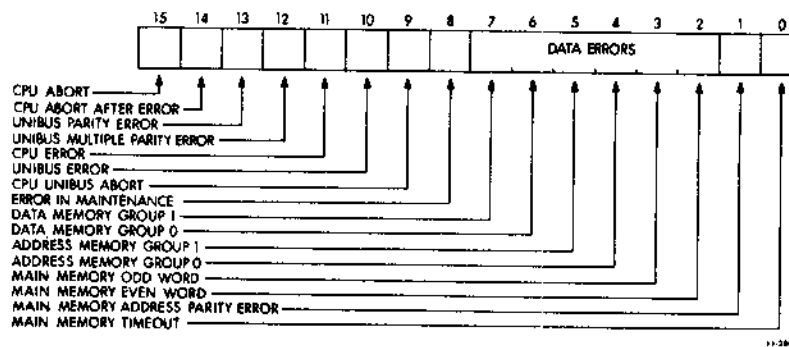 15 14 13 12 11 10 9 8 7 6 5 4 3 2 1 0
DATA ERRORS
CPU ABORT
CPU ABORT AFTER ERROR
UNIBUS PARITY ERROR
UNIBUS MULTIPLE PARITY ERROR
CPU ERROR
UNIBUS ERROR
CPU UNIBUS ABORT
ERROR IN MAINTENANCE
DATA MEMORY GROUP 1
DATA MEMORY GROUP 0
ADDRESS MEMORY GROUP 1
ADDRESS MEMORY GROUP 0
MAIN MEMORY ODD WORD
MAIN MEMORY EVEN WORD
MAIN MEMORY ADDRESS PARITY ERROR
MAIN MEMORY TIMEOUT